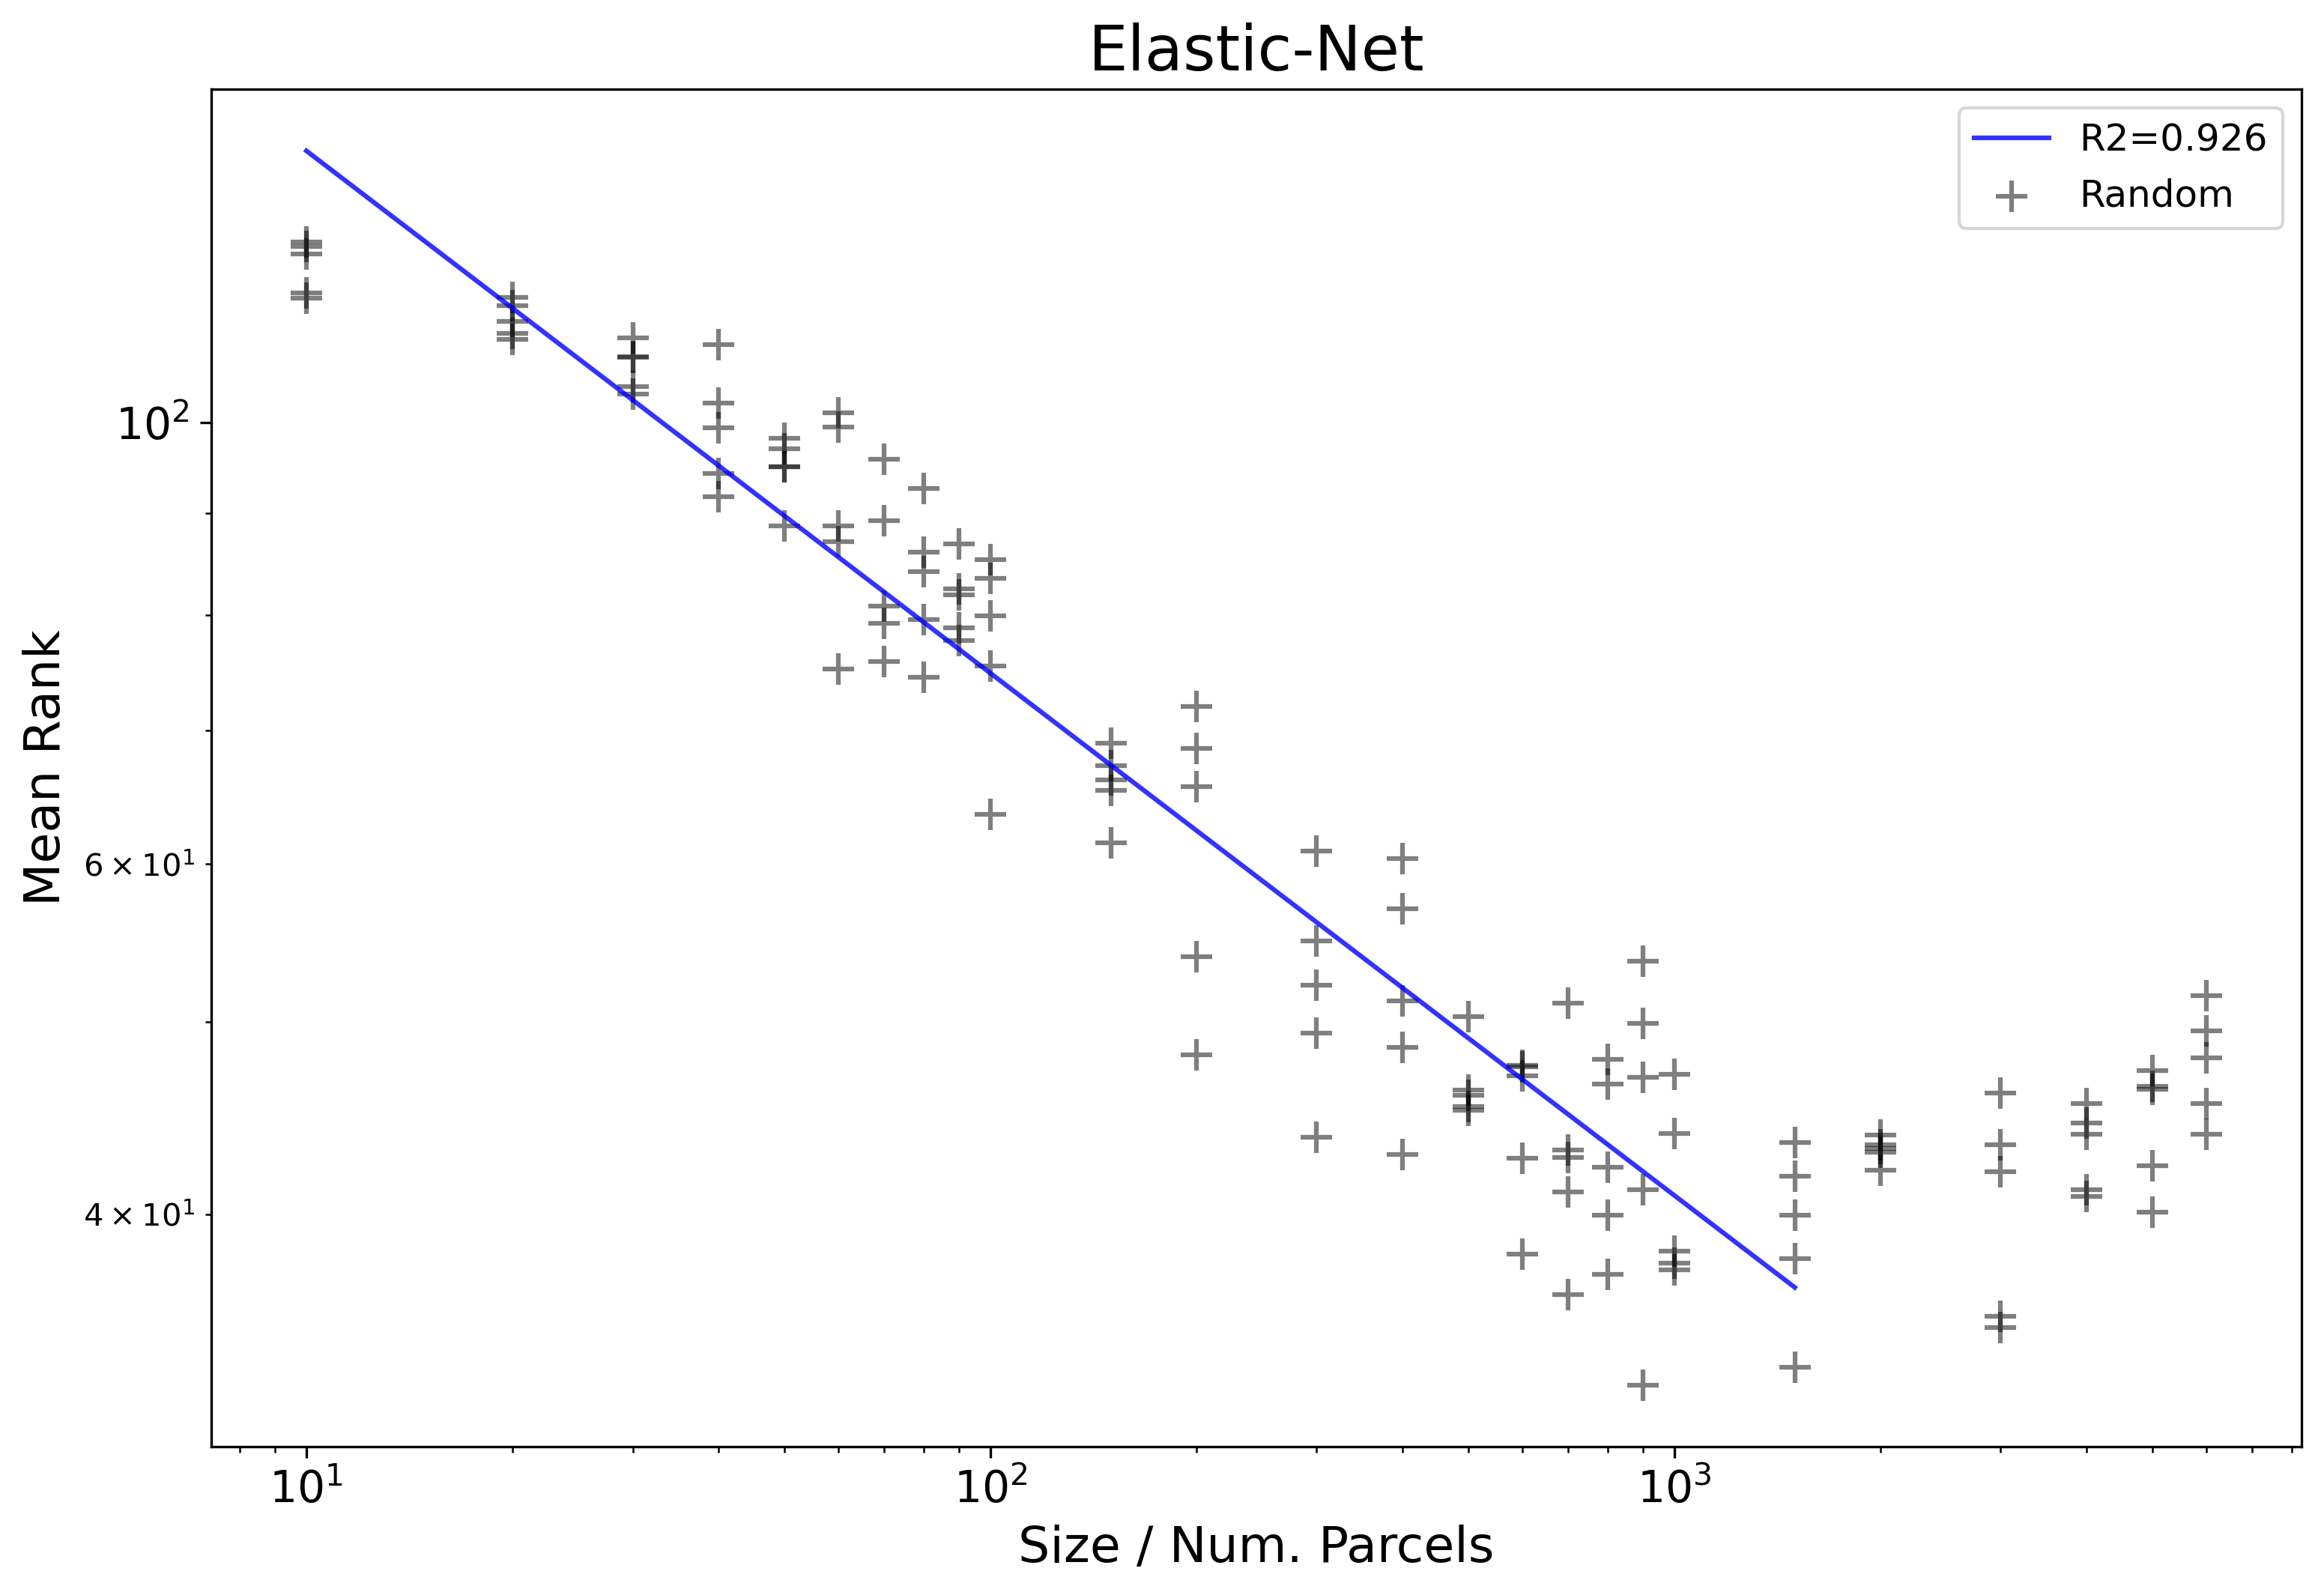 Elastic-Net
R2=0.926
Random
10²
6 × 10¹
4 × 10¹
Mean Rank
10¹
10²
10³
Size / Num. Parcels